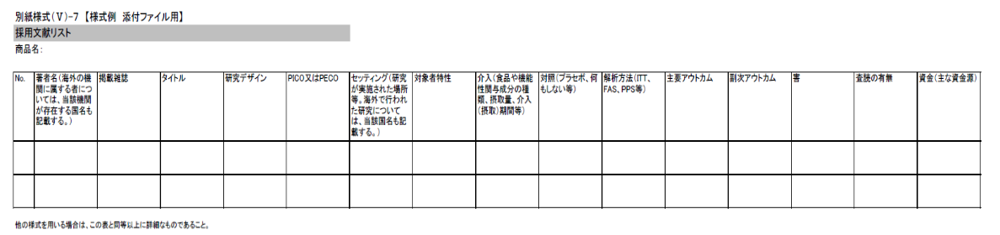 別紙様式(Ⅴ)-7 【様式例 添付ファイル用】
採用文献リスト
商品名:
No.
著者名(海外の機
関に属する者につ
いては、当該機関
が存在する国名も
記載する。)
掲載雑誌
タイトル
研究デザイン
PICO又はPECO
セッティング(研究
が実施された場所
等。海外で行われ
た研究について
は、当該国名も記
載する。)
対象者特性
介入(食品や機能
性関与成分の種
類、摂取量、介入
(摂取)期間等)
対照(プラセボ、何
もしない等)
解析方法(ITT、
FAS、PPS等)
主要アウトカム
副次アウトカム
害
査読の有無
資金(主な資金源)
他の様式を用いる場合は、この表と同等以上に詳細なものであること。